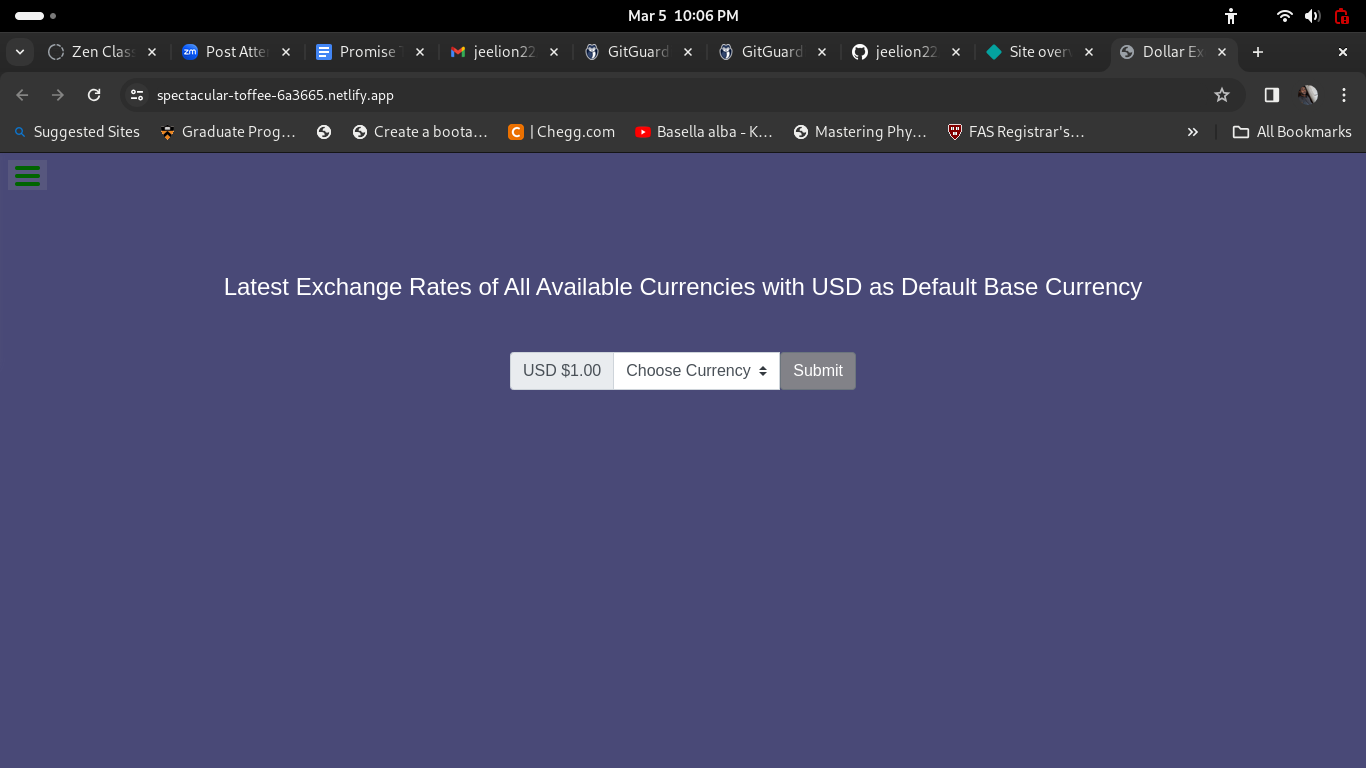 Mar 5 10:06 PM
Zen Clas
Post Atter
Promise T
jeelion22
GitGuard
GitGuard
jeelion22
Site over
Dollar Ex
spectacular-toffee-6a3665.netlify.app
Suggested Sites
Graduate Prog...
Create a boota...
| Chegg.com
Basella alba - K...
Mastering Phy...
FAS Registrar's...
All Bookmarks
Latest Exchange Rates of All Available Currencies with USD as Default Base Currency
USD $1.00 Choose Currency Submit